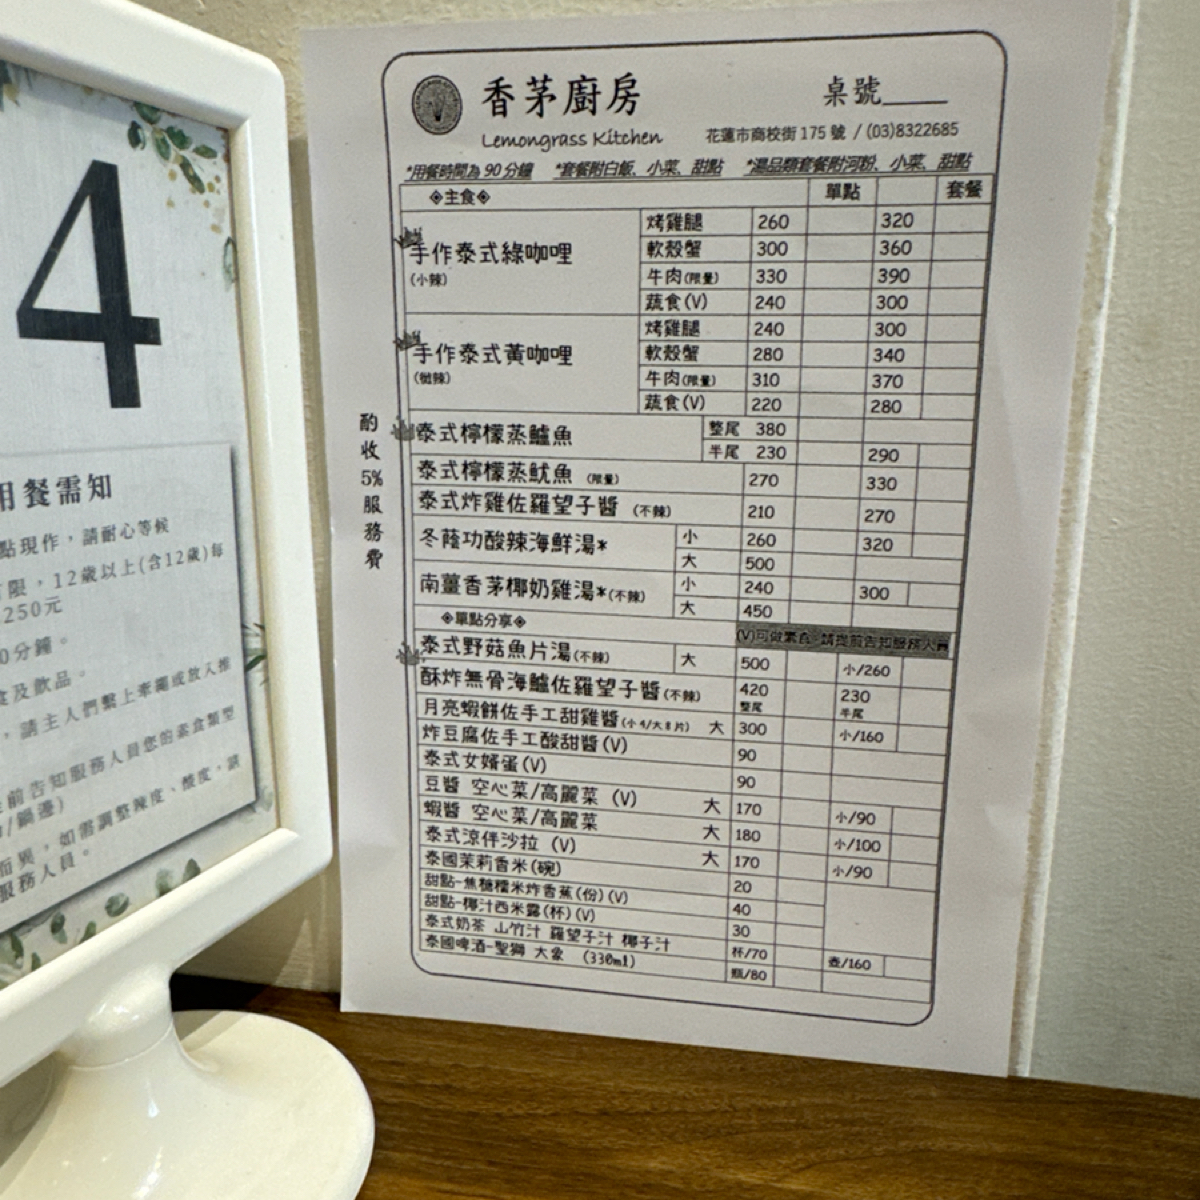 4
用餐需知
點現作，請耐心等候
限，12歲以上(含12歲)每
250元
0分鐘。
食及飲品。
，請主人們繫上牽繩或放入推
前告知服務人員您的素食類型
/鍋邊)
而異，如需調整辣度、酸度，請
服務人員。
香茅廚房 桌號____
Lemongrass Kitchen 花蓮市商校街175號 / (03)8322685
*用餐時間為90分鐘 *套餐附白飯、小菜、甜點 *湯品類套餐附河粉、小菜、甜點
◈主食◈ 單點 套餐
手作泰式綠咖哩 (小辣)
烤雞腿 260 320
軟殼蟹 300 360
牛肉(限量) 330 390
蔬食(V) 240 300
手作泰式黃咖哩 (微辣)
烤雞腿 240 300
軟殼蟹 280 340
牛肉(限量) 310 370
蔬食(V) 220 280
泰式檸檬蒸鱸魚 整尾 380
半尾 230 290
泰式檸檬蒸魷魚 (限量) 270 330
泰式炸雞佐羅望子醬 (不辣) 210 270
冬蔭功酸辣海鮮湯* 小 260 320
大 500
南薑香茅椰奶雞湯*(不辣) 小 240 300
大 450
◈單點分享◈ (V)可做素食，請提前告知服務人員
泰式野菇魚片湯(不辣) 大 500 小/260
酥炸無骨海鱸佐羅望子醬(不辣) 420 整尾 230 半尾
月亮蝦餅佐手工甜雞醬(小4/大8片) 大 300 小/160
炸豆腐佐手工酸甜醬(V) 90
泰式女婿蛋(V) 90
豆醬 空心菜/高麗菜 (V) 大 170 小/90
蝦醬 空心菜/高麗菜 大 180 小/100
泰式涼伴沙拉 (V) 大 170 小/90
泰國茉莉香米(碗) 20
甜點-焦糖糯米炸香蕉(份)(V) 40
甜點-椰汁西米露(杯)(V) 30
泰式奶茶 山竹汁 羅望子汁 椰子汁 杯/70 壺/160
泰國啤酒-聖獅 大象 (330ml) 瓶/80
酌收5%服務費